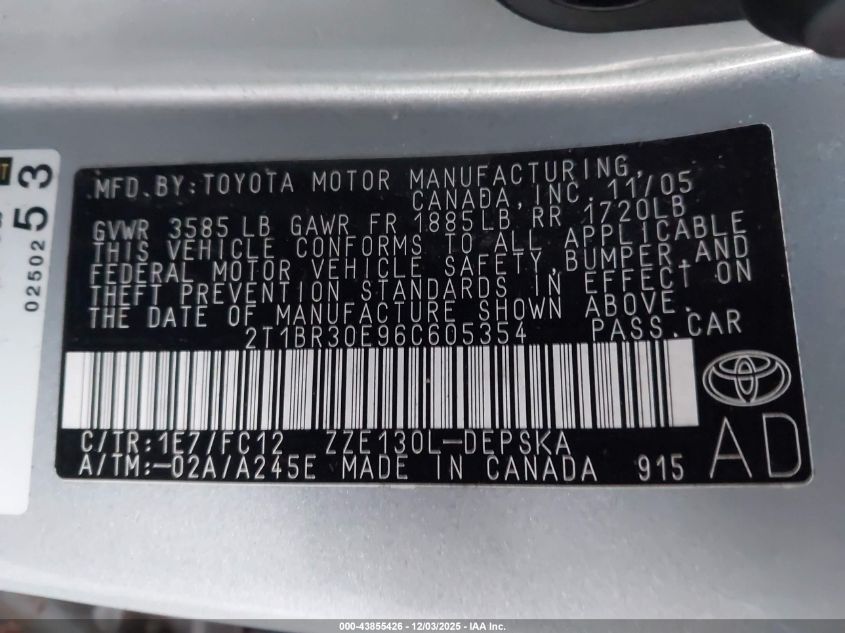 MFD. BY: TOYOTA MOTOR MANUFACTURING,
CANADA, INC. 11/05
GVWR 3585 LB GAWR FR 1885 LB RR 1720LB
THIS VEHICLE CONFORMS TO ALL APPLICABLE
FEDERAL MOTOR VEHICLE SAFETY, BUMPER, AND
THEFT PREVENTION STANDARDS IN EFFECT ON
THE DATE OF MANUFACTURE SHOWN ABOVE.
2T1BR30E96C605354 PASS. CAR
C/TR: 1E7/FC12 ZZE130L-DEPSKA
A/TM: -02A/A245E MADE IN CANADA 915
AD
025025 53
000-43855426 - 12/03/2025 - IAA Inc.